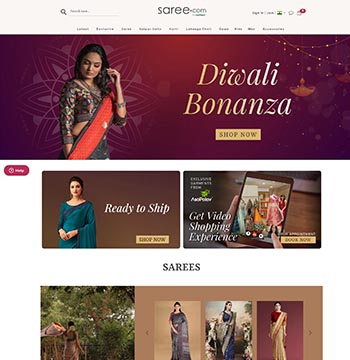 Search here...
saree.com
Sign In
Latest Exclusive Saree Salwar Suits Kurti Lehenga Choli Gown Kids Men Accessories
Diwali
Bonanza
SHOP NOW
Help
Ready to Ship
SHOP NOW
EXCLUSIVE
GARMENTS
FROM
AsoPalav
Get Video
Shopping
Experience
APPOINTMENT
BOOK NOW
SAREES